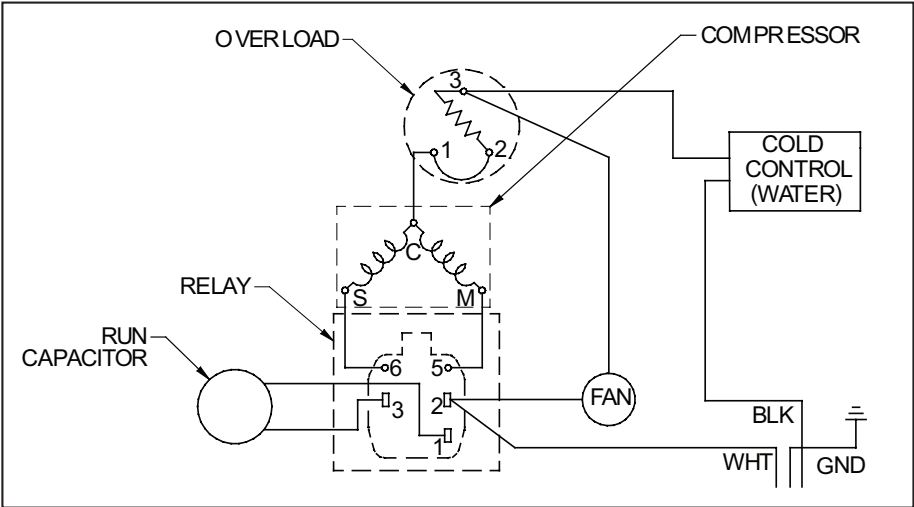 OVERLOAD
COMPRESSOR
3
1
2
COLD
CONTROL
(WATER)
C
S
M
RELAY
RUN
CAPACITOR
6
5
3
2
1
FAN
BLK
WHT
GND